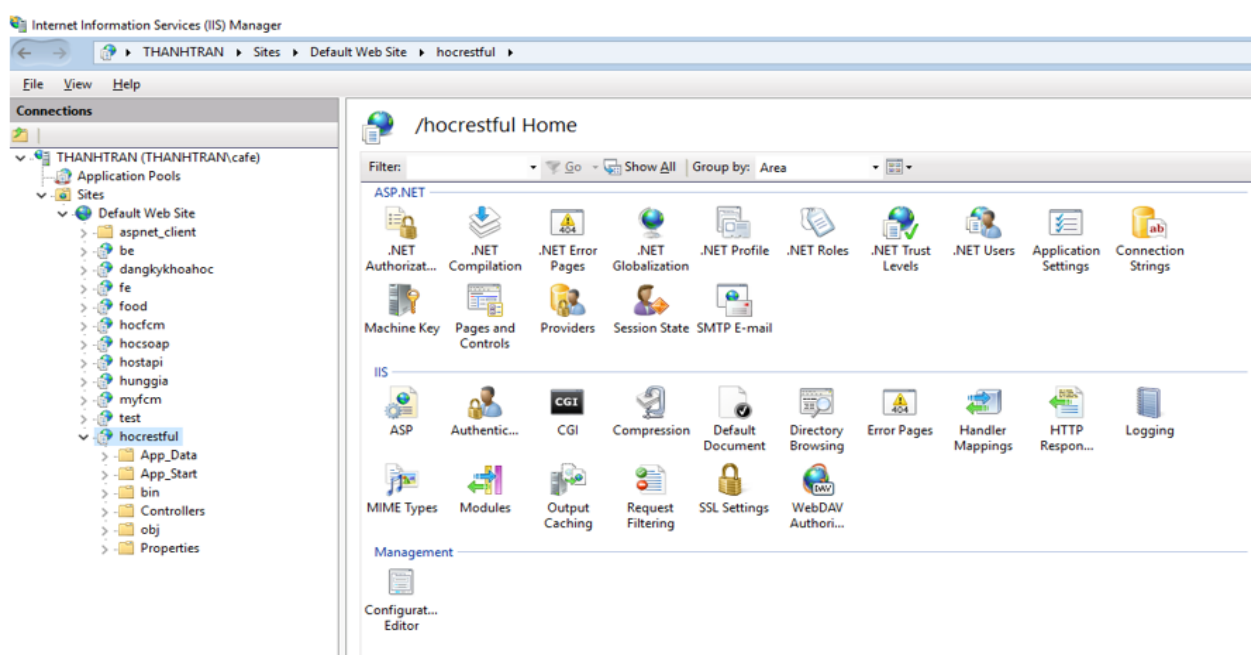 Internet Information Services (IIS) Manager
THANHTRAN Sites Default Web Site hocrestful
File View Help
Connections
THANHTRAN (THANHTRAN\cafe)
Application Pools
Sites
Default Web Site
aspnet_client
be
dangkykhoahoc
fe
food
hocfcm
hocsoap
hostapi
hunggia
myfcm
test
hocrestful
App_Data
App_Start
bin
Controllers
obj
Properties
/hocrestful Home
Filter: Go Show All Group by: Area
ASP.NET
404
ab
.NET .NET .NET Error .NET .NET Profile .NET Roles .NET Trust .NET Users Application Connection
Authorizat... Compilation Pages Globalization Levels Settings Strings
Machine Key Pages and Providers Session State SMTP E-mail
Controls
IIS
CGI
404
ASP Authentic... CGI Compression Default Directory Error Pages Handler HTTP Logging
Document Browsing Mappings Respon...
DAV
MIME Types Modules Output Request SSL Settings WebDAV
Caching Filtering Authori...
Management
Configurat...
Editor